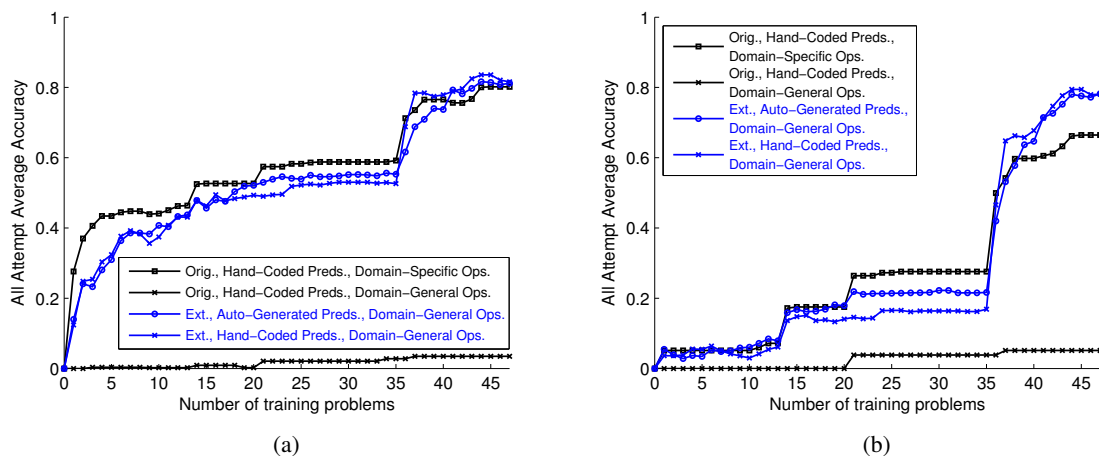 1
0.8
0.6
0.4
0.2
0
All Attempt Average Accuracy
Orig., Hand−Coded Preds., Domain−Specific Ops.
Orig., Hand−Coded Preds., Domain−General Ops.
Ext., Auto−Generated Preds., Domain−General Ops.
Ext., Hand−Coded Preds., Domain−General Ops.
0 5 10 15 20 25 30 35 40 45
Number of training problems
(a)
1
0.8
0.6
0.4
0.2
0
All Attempt Average Accuracy
Orig., Hand−Coded Preds.,
Domain−Specific Ops.
Orig., Hand−Coded Preds.,
Domain−General Ops.
Ext., Auto−Generated Preds.,
Domain−General Ops.
Ext., Hand−Coded Preds.,
Domain−General Ops.
0 5 10 15 20 25 30 35 40 45
Number of training problems
(b)